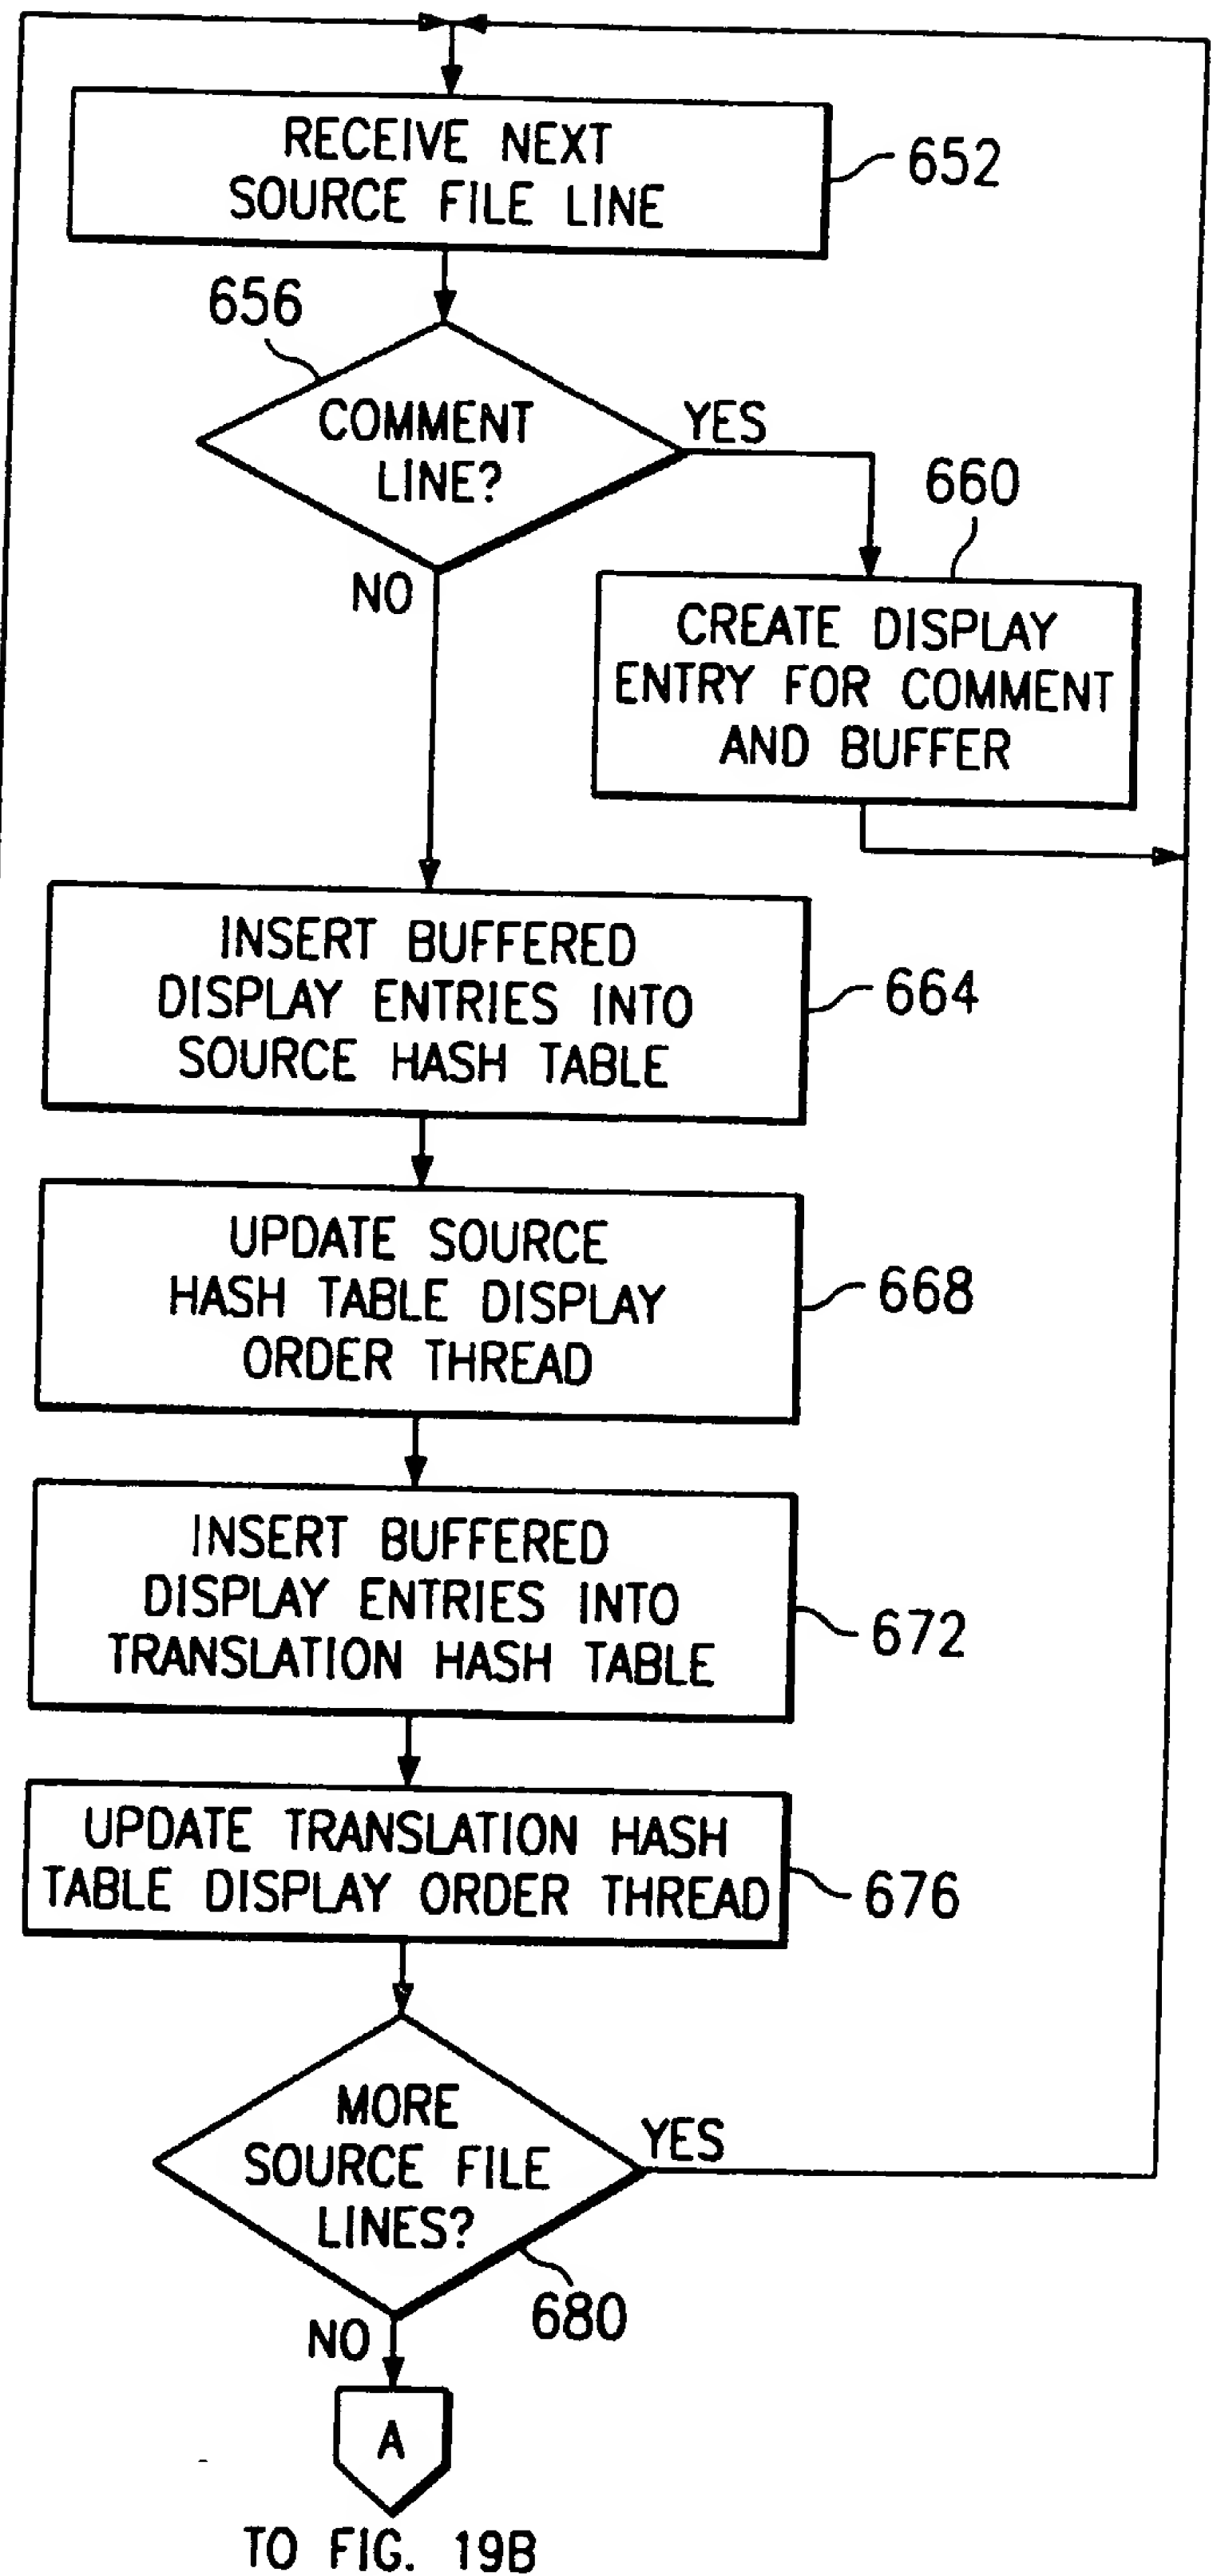 RECEIVE NEXT
SOURCE FILE LINE
652
656
COMMENT
LINE?
YES
NO
660
CREATE DISPLAY
ENTRY FOR COMMENT
AND BUFFER
INSERT BUFFERED
DISPLAY ENTRIES INTO
SOURCE HASH TABLE
664
UPDATE SOURCE
HASH TABLE DISPLAY
ORDER THREAD
668
INSERT BUFFERED
DISPLAY ENTRIES INTO
TRANSLATION HASH TABLE
672
UPDATE TRANSLATION HASH
TABLE DISPLAY ORDER THREAD
676
MORE
SOURCE FILE
LINES?
YES
680
NO
A
TO FIG. 19B